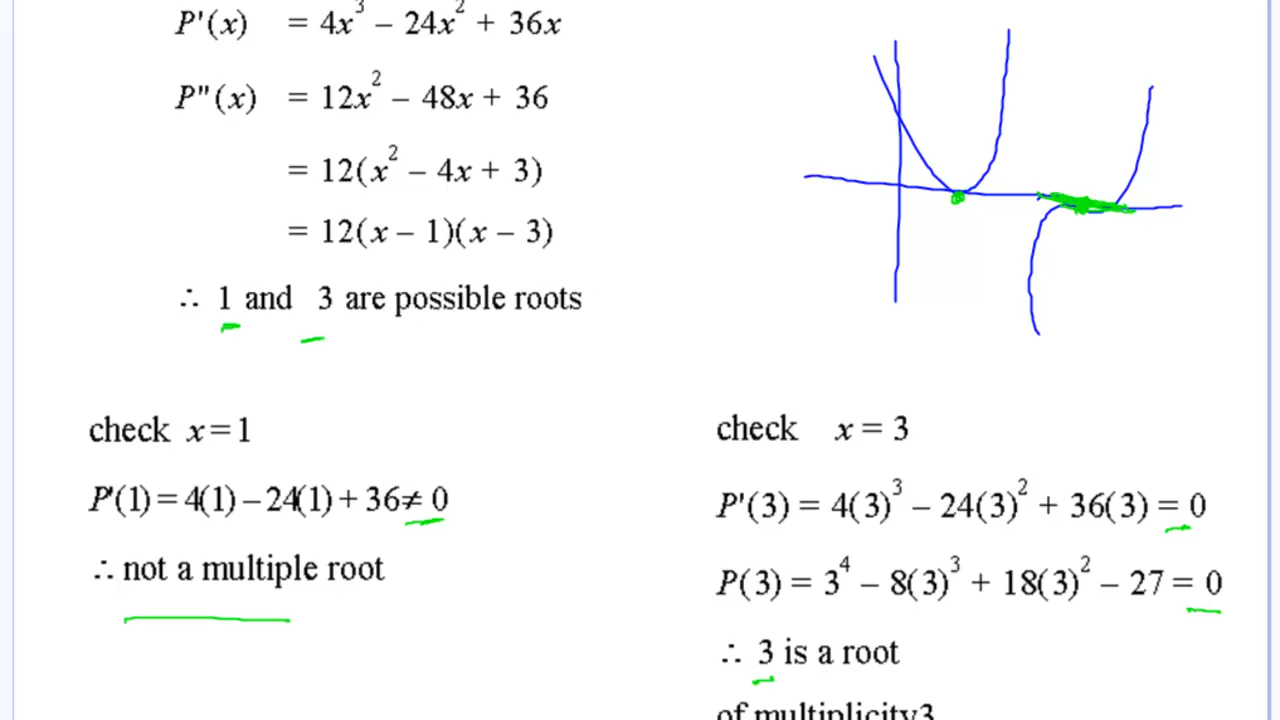 P'(x) = 4x³ − 24x² + 36x
P"(x) = 12x² − 48x + 36
= 12(x² − 4x + 3)
= 12(x − 1)(x − 3)
∴ 1 and 3 are possible roots
check x = 1
P'(1) = 4(1) − 24(1) + 36 ≠ 0
∴ not a multiple root
check x = 3
P'(3) = 4(3)³ − 24(3)² + 36(3) = 0
P(3) = 3⁴ − 8(3)³ + 18(3)² − 27 = 0
∴ 3 is a root
of multiplicity3